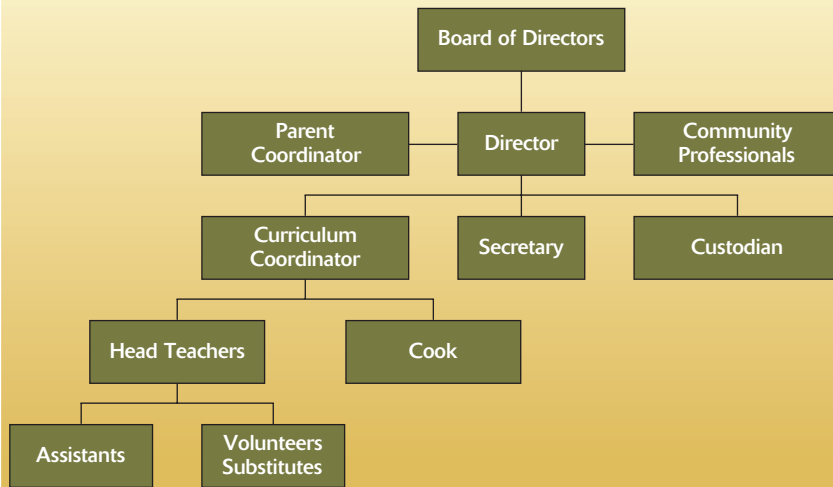 Board of Directors
Parent
Coordinator
Director
Community
Professionals
Curriculum
Coordinator
Secretary
Custodian
Head Teachers
Cook
Assistants
Volunteers
Substitutes